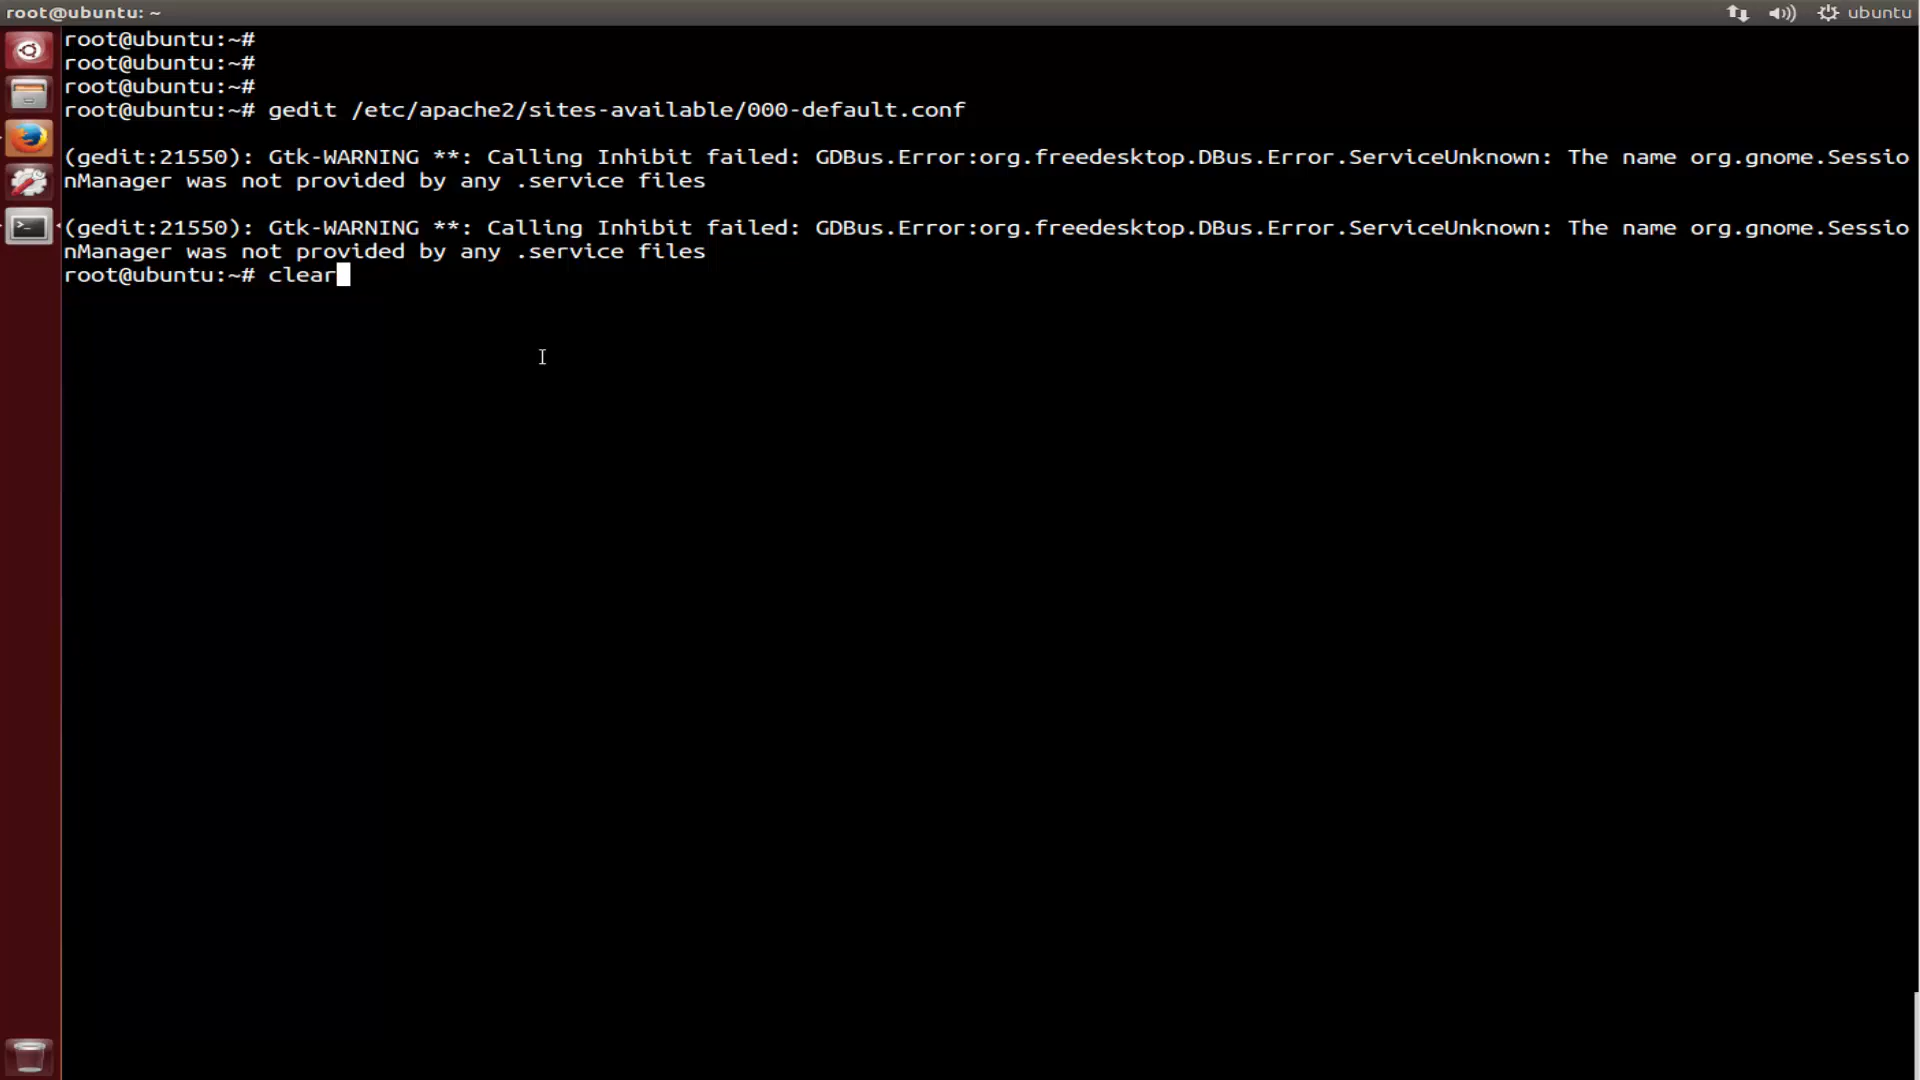 root@ubuntu: ~
ubuntu
root@ubuntu:~#
root@ubuntu:~#
root@ubuntu:~#
root@ubuntu:~# gedit /etc/apache2/sites-available/000-default.conf
(gedit:21550): Gtk-WARNING **: Calling Inhibit failed: GDBus.Error:org.freedesktop.DBus.Error.ServiceUnknown: The name org.gnome.Sessio
nManager was not provided by any .service files
(gedit:21550): Gtk-WARNING **: Calling Inhibit failed: GDBus.Error:org.freedesktop.DBus.Error.ServiceUnknown: The name org.gnome.Sessio
nManager was not provided by any .service files
root@ubuntu:~# clear